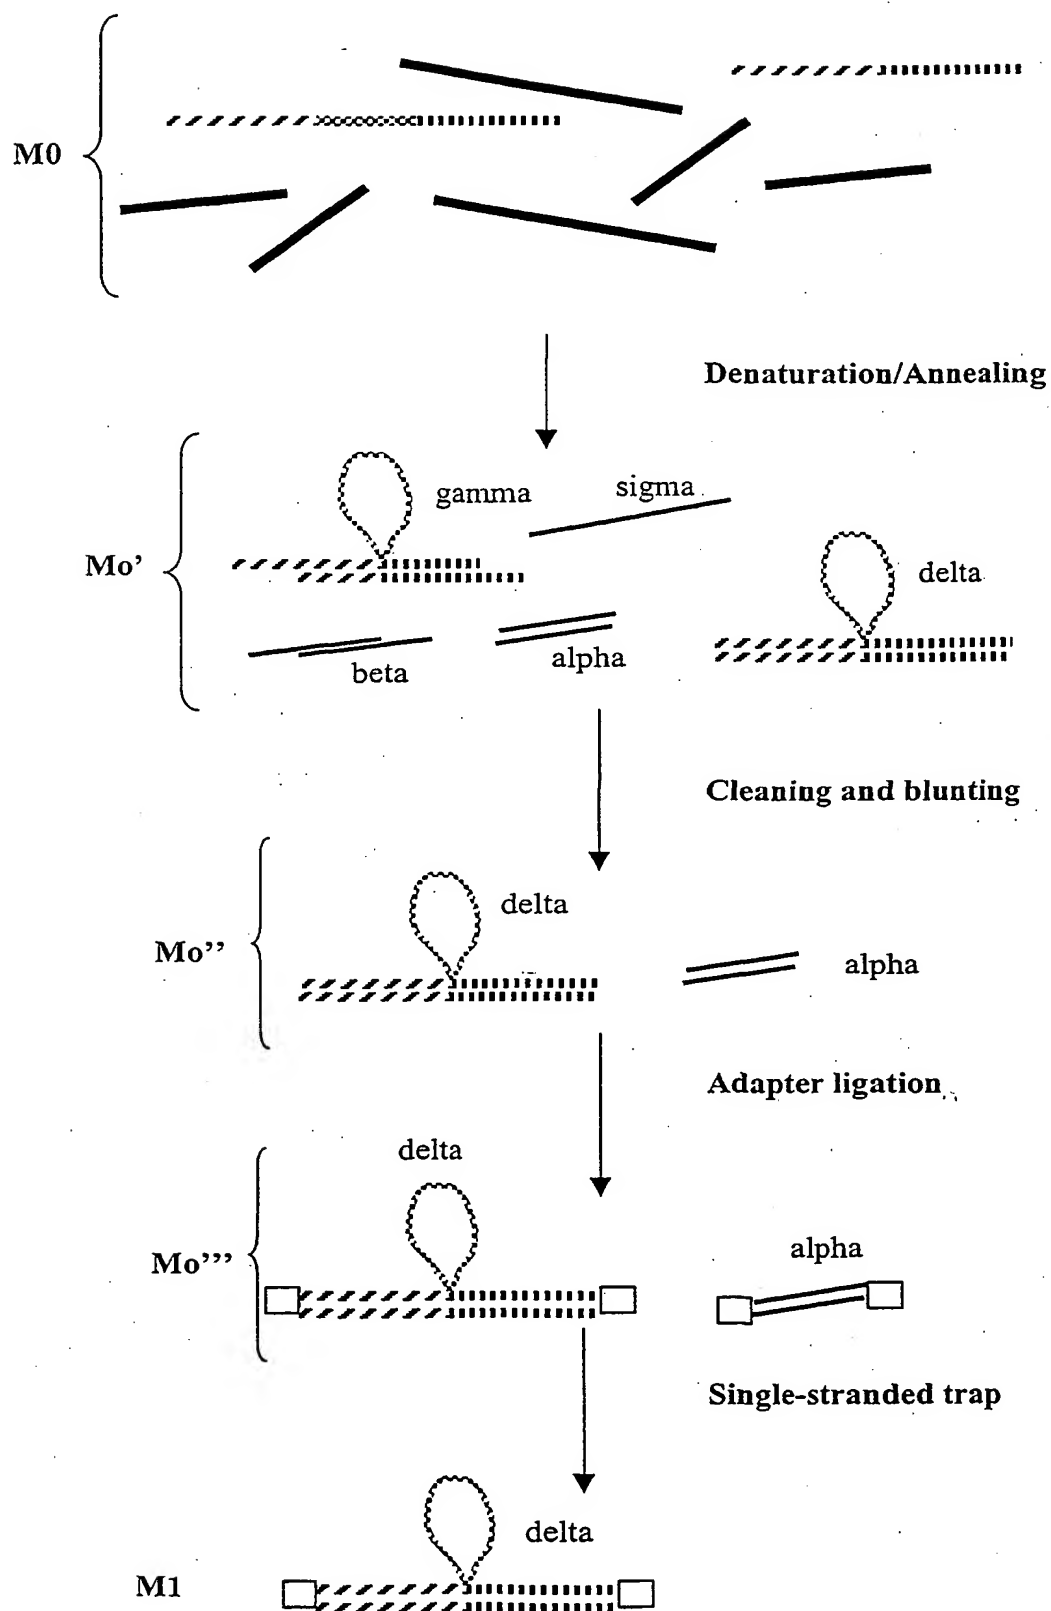 M0
Denaturation/Annealing
gamma
sigma
Mo’
delta
beta
alpha
Cleaning and blunting
delta
Mo’’
alpha
Adapter ligation
delta
Mo’’’
alpha
Single-stranded trap
delta
M1